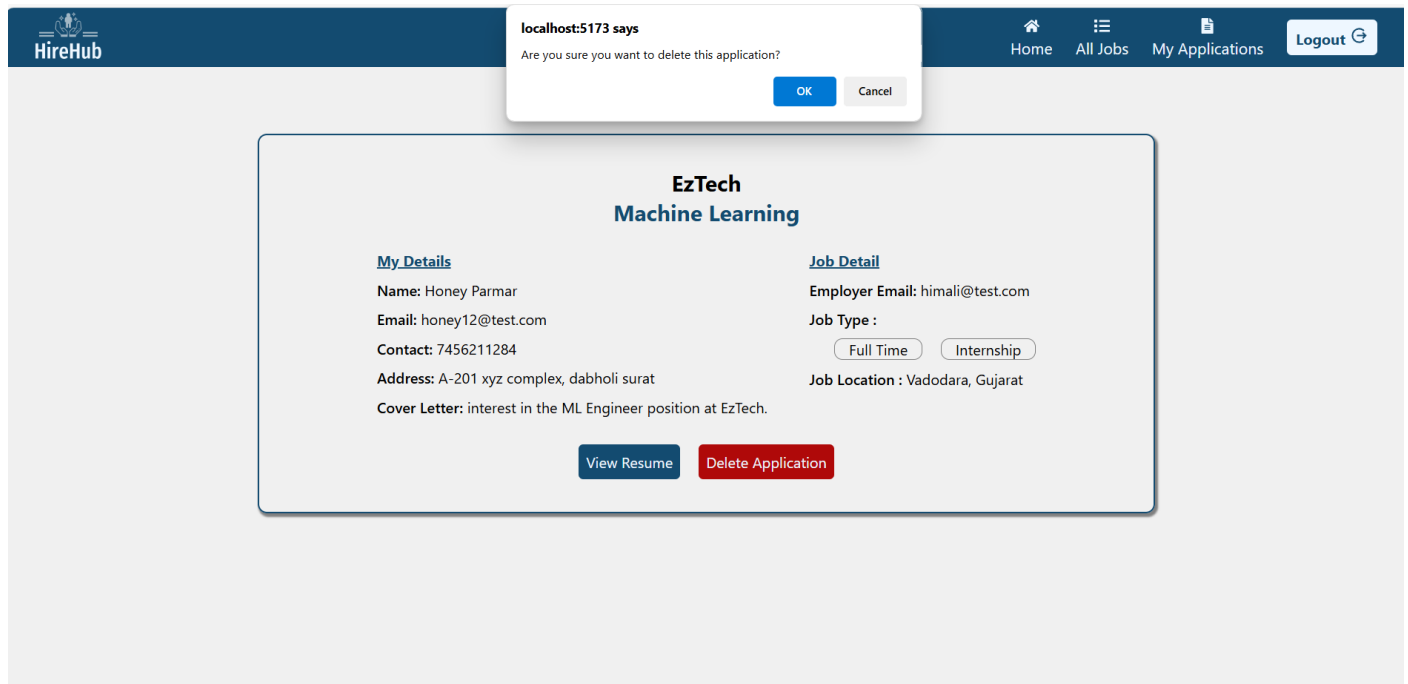 HireHub
localhost:5173 says
Are you sure you want to delete this application?
OK Cancel
Home All Jobs My Applications Logout
EzTech
Machine Learning
My Details
Name: Honey Parmar
Email: honey12@test.com
Contact: 7456211284
Address: A-201 xyz complex, dabholi surat
Cover Letter: interest in the ML Engineer position at EzTech.
Job Detail
Employer Email: himali@test.com
Job Type :
Full Time Internship
Job Location : Vadodara, Gujarat
View Resume Delete Application